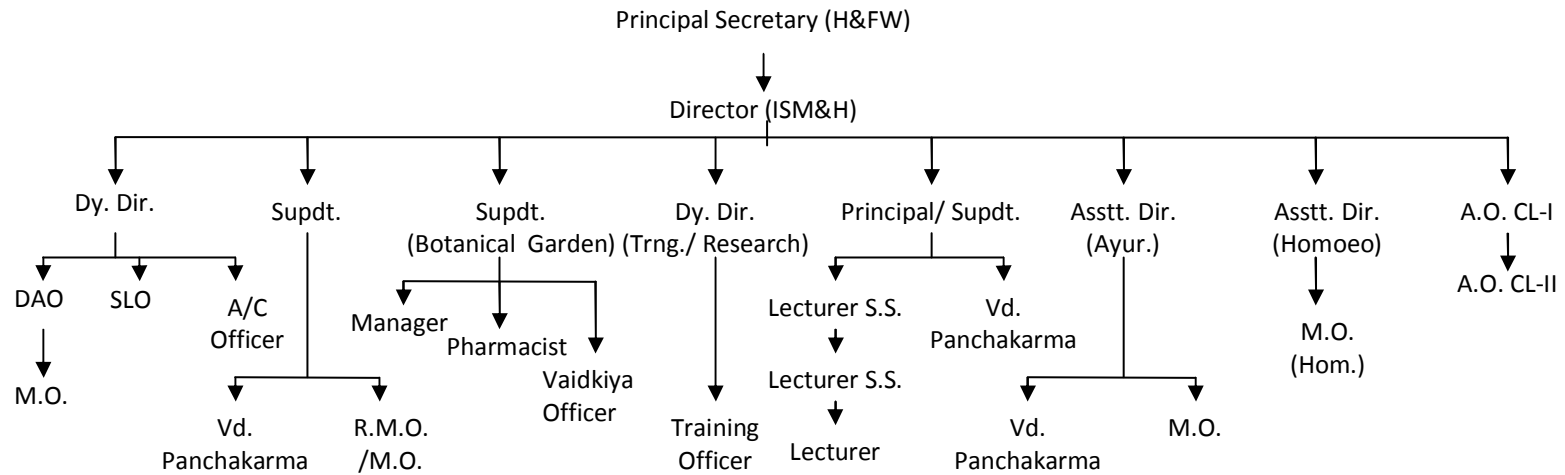 Principal Secretary (H&FW)
Director (ISM&H)
Dy. Dir.
Supdt.
Supdt.
(Botanical Garden)
Dy. Dir.
(Trng./ Research)
Principal/ Supdt.
Asstt. Dir.
(Ayur.)
Asstt. Dir.
(Homoeo)
A.O. CL-I
A.O. CL-II
DAO
SLO
A/C
Officer
M.O.
Vd.
Panchakarma
R.M.O.
/M.O.
Manager
Pharmacist
Vaidkiya
Officer
Training
Officer
Lecturer S.S.
Lecturer S.S.
Lecturer
Vd.
Panchakarma
Vd.
Panchakarma
M.O.
M.O.
(Hom.)